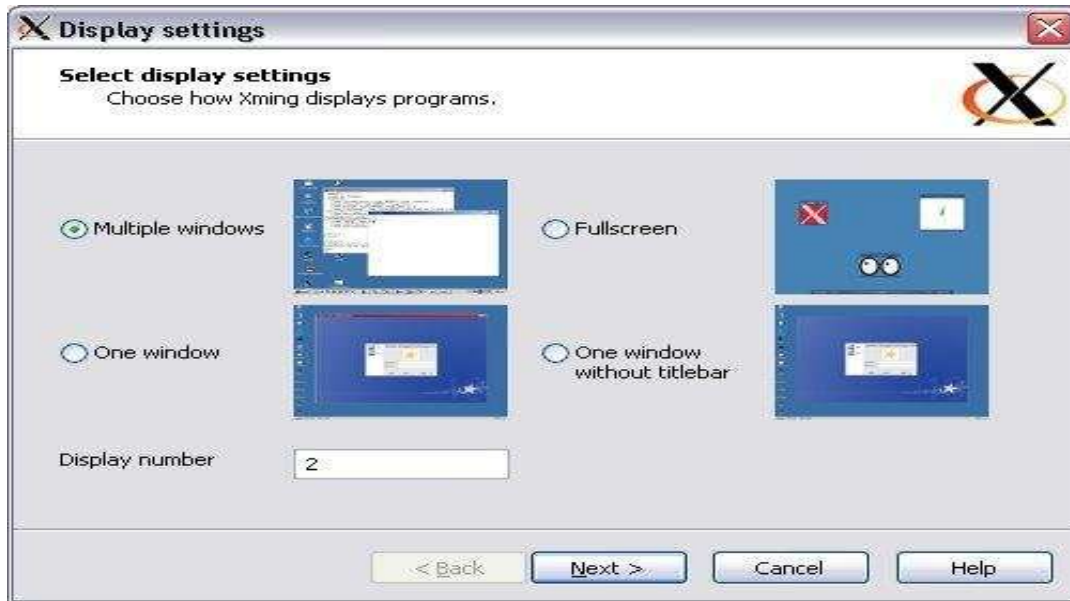 Display settings
Select display settings
Choose how Xming displays programs.
Multiple windows
Fullscreen
One window
One window
without titlebar
Display number
2
< Back
Next >
Cancel
Help